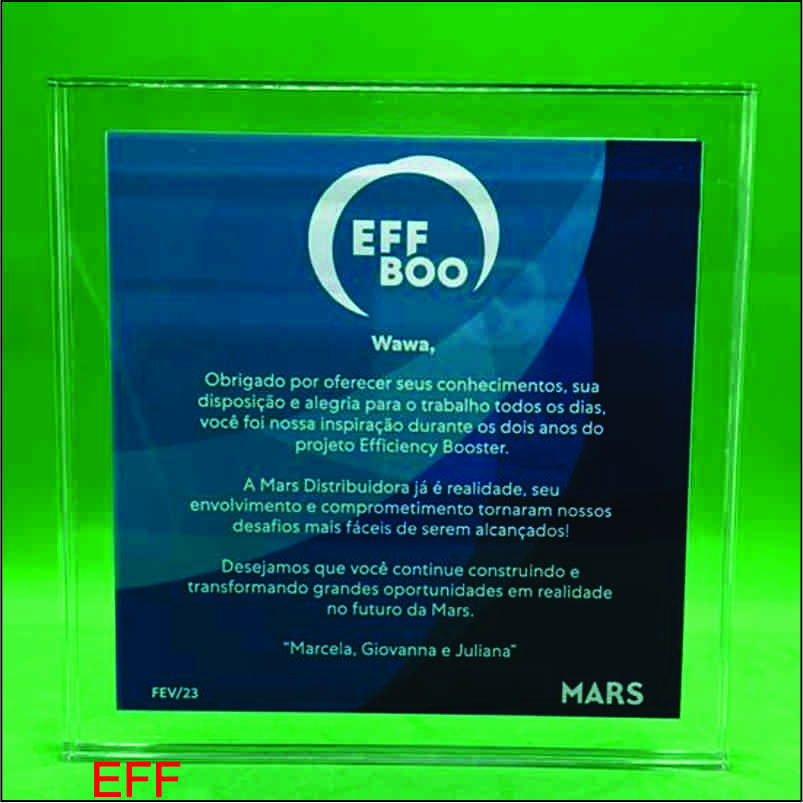 EFF
BOO
Wawa,
Obrigado por oferecer seus conhecimentos, sua
disposição e alegria para o trabalho todos os dias,
você foi nossa inspiração durante os dois anos do
projeto Efficiency Booster.
A Mars Distribuidora já é realidade, seu
envolvimento e comprometimento tornaram nossos
desafios mais fáceis de serem alcançados!
Desejamos que você continue construindo e
transformando grandes oportunidades em realidade
no futuro da Mars.
"Marcela, Giovanna e Juliana"
FEV/23
MARS
EFF